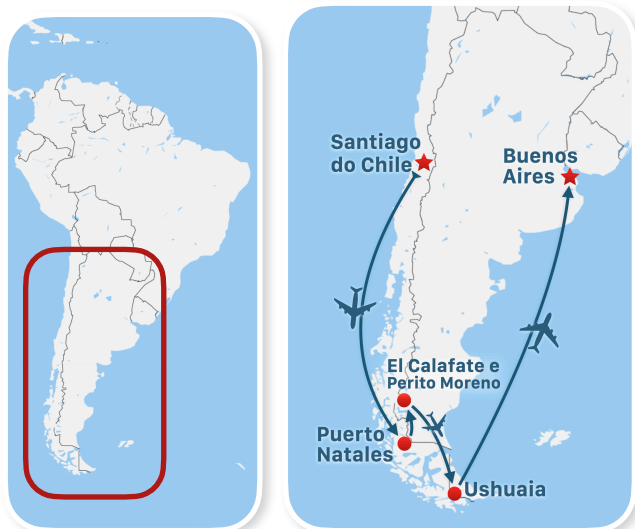 Santiago
do Chile
Buenos
Aires
El Calafate e
Perito Moreno
Puerto
Natales
Ushuaia